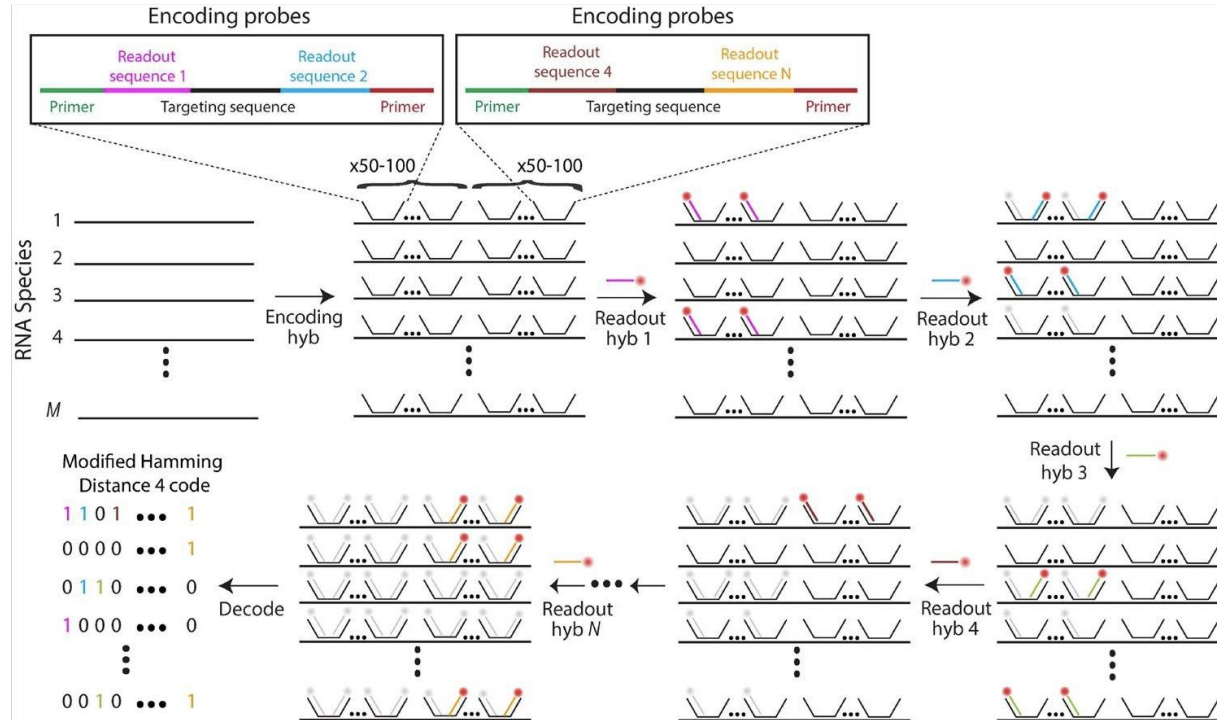 Encoding probes
Encoding probes
Readout
sequence 1
Readout
sequence 2
Primer
Targeting sequence
Primer
Readout
sequence 4
Readout
sequence N
Primer
Targeting sequence
Primer
x50-100
x50-100
RNA Species
1
2
3
4
M
Encoding
hyb
Readout
hyb 1
Readout
hyb 2
Readout
hyb 3
Readout
hyb 4
Readout
hyb N
Decode
Modified Hamming
Distance 4 code
1 1 0 1 ••• 1
0 0 0 0 ••• 1
0 1 1 0 ••• 0
1 0 0 0 ••• 0
0 0 1 0 ••• 1